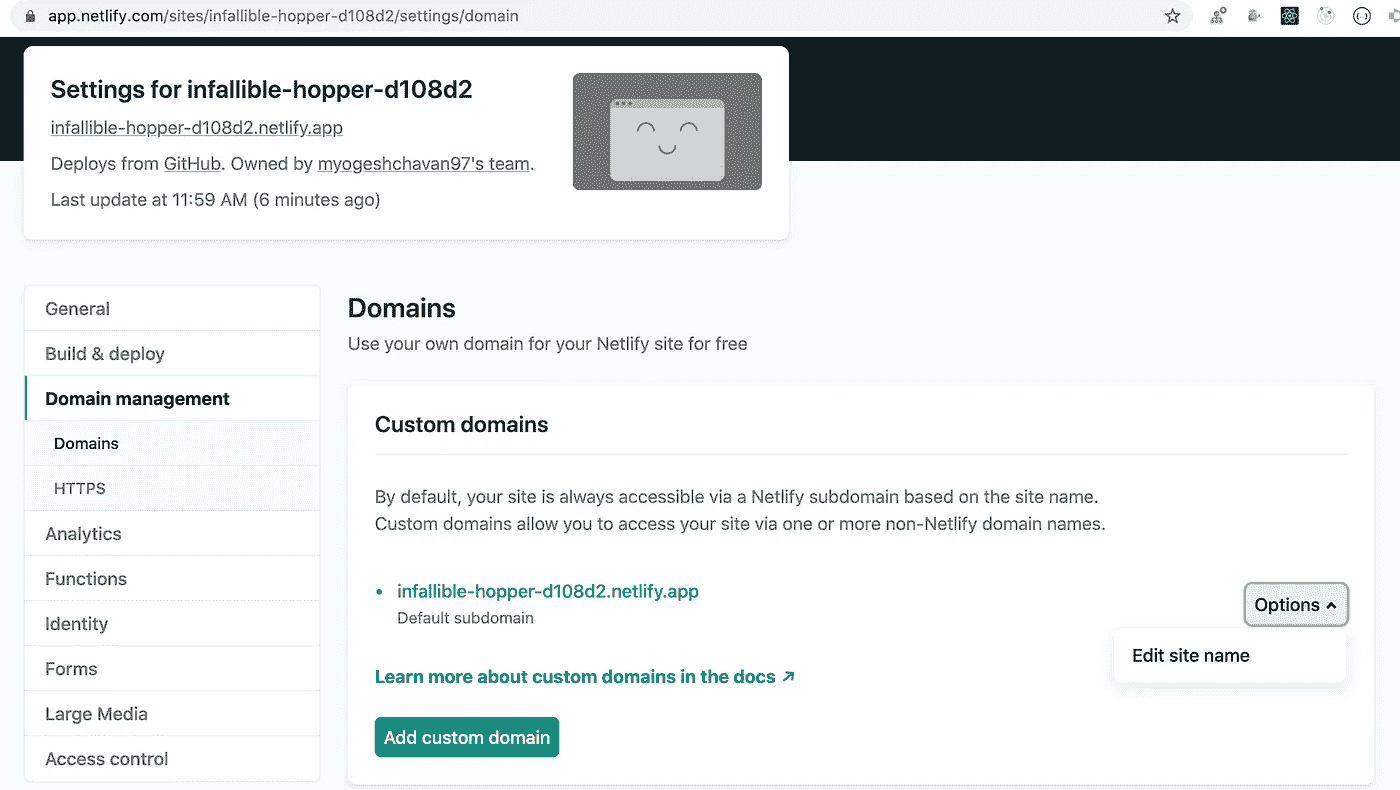 app.netlify.com/sites/infallible-hopper-d108d2/settings/domain
Settings for infallible-hopper-d108d2
infallible-hopper-d108d2.netlify.app
Deploys from GitHub. Owned by myogeshchavan97's team.
Last update at 11:59 AM (6 minutes ago)
General
Build & deploy
Domain management
Domains
HTTPS
Analytics
Functions
Identity
Forms
Large Media
Access control
Domains
Use your own domain for your Netlify site for free
Custom domains
By default, your site is always accessible via a Netlify subdomain based on the site name.
Custom domains allow you to access your site via one or more non-Netlify domain names.
infallible-hopper-d108d2.netlify.app
Default subdomain
Options
Edit site name
Learn more about custom domains in the docs ↗
Add custom domain